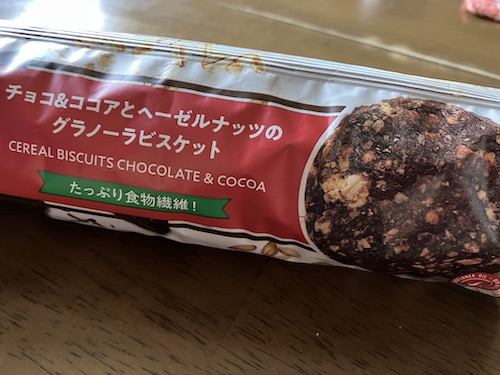 チョコ&ココアとヘーゼルナッツの
グラノーラビスケット
CEREAL BISCUITS CHOCOLATE & COCOA
たっぷり食物繊維!